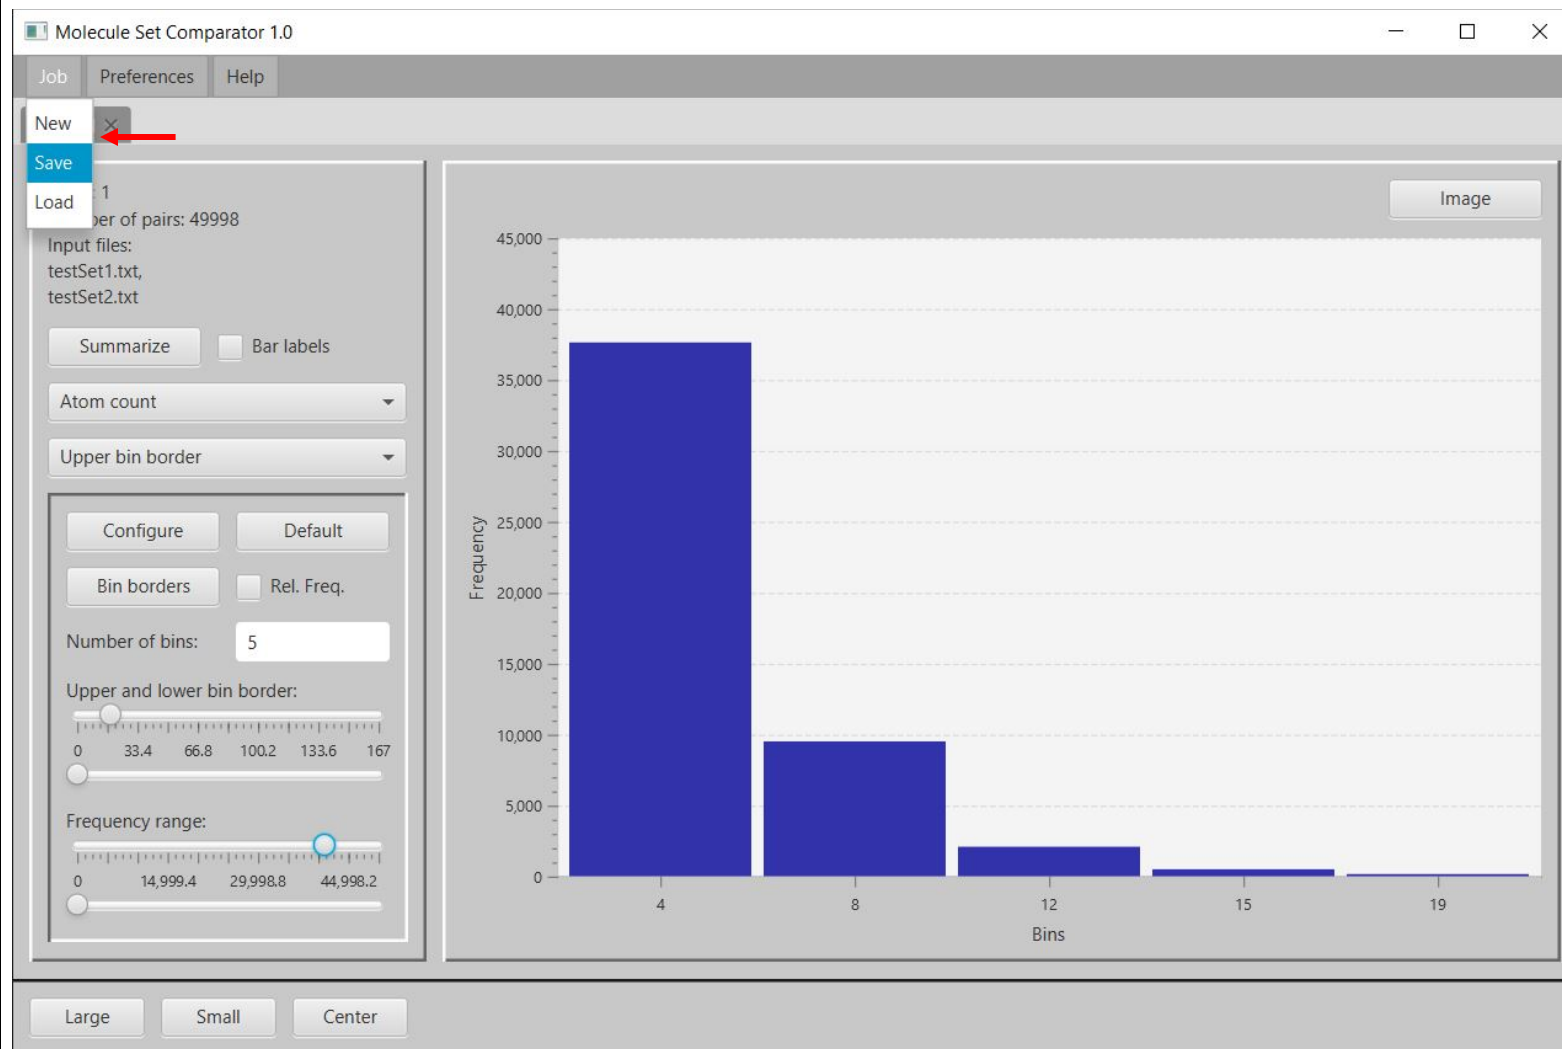 Molecule Set Comparator 1.0
Job Preferences Help
New
Save
Load
: 1
er of pairs: 49998
Input files:
testSet1.txt,
testSet2.txt
Summarize Bar labels
Atom count
Upper bin border
Configure Default
Bin borders Rel. Freq.
Number of bins: 5
Upper and lower bin border:
0 33.4 66.8 100.2 133.6 167
Frequency range:
0 14,999.4 29,998.8 44,998.2
Image
45,000
40,000
35,000
30,000
25,000
20,000
15,000
10,000
5,000
0
Frequency
4 8 12 15 19
Bins
Large Small Center